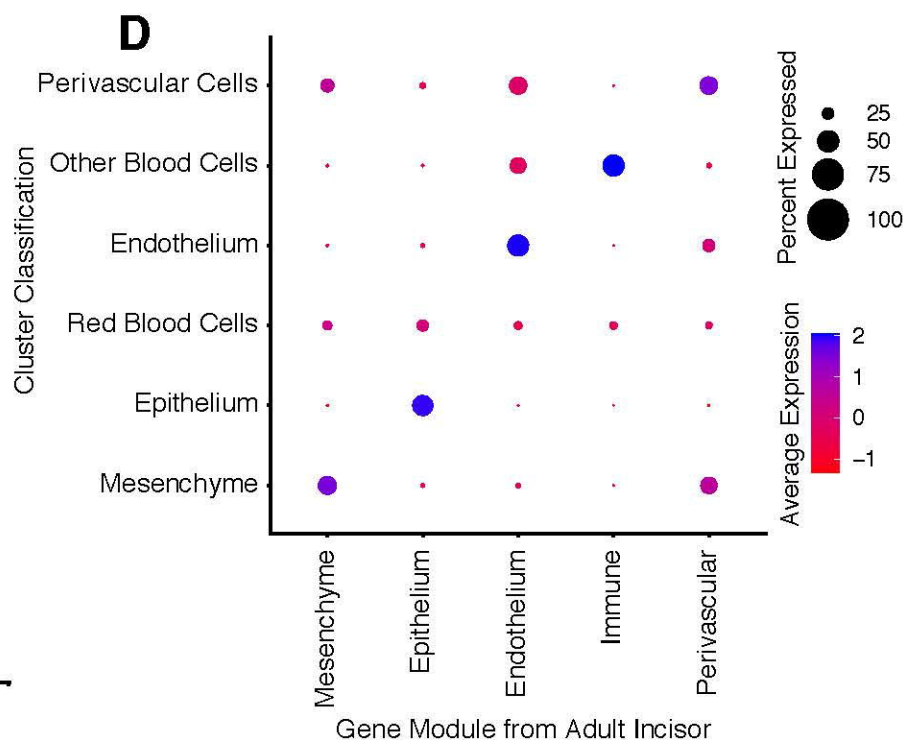 D
Cluster Classification
Perivascular Cells
Other Blood Cells
Endothelium
Red Blood Cells
Epithelium
Mesenchyme
Mesenchyme
Epithelium
Endothelium
Immune
Perivascular
Gene Module from Adult Incisor
Percent Expressed
25
50
75
100
Average Expression
2
1
0
−1